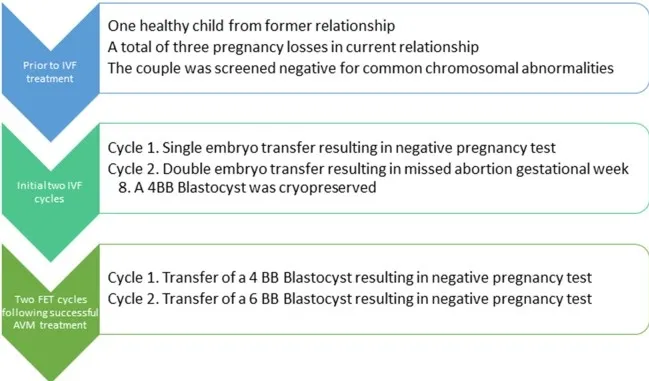 One healthy child from former relationship
A total of three pregnancy losses in current relationship
The couple was screened negative for common chromosomal abnormalities
Prior to IVF
treatment
Cycle 1. Single embryo transfer resulting in negative pregnancy test
Cycle 2. Double embryo transfer resulting in missed abortion gestational week
8. A 4BB Blastocyst was cryopreserved
Initial two IVF
cycles
Cycle 1. Transfer of a 4 BB Blastocyst resulting in negative pregnancy test
Cycle 2. Transfer of a 6 BB Blastocyst resulting in negative pregnancy test
Two FET cycles
following successful
AVM treatment